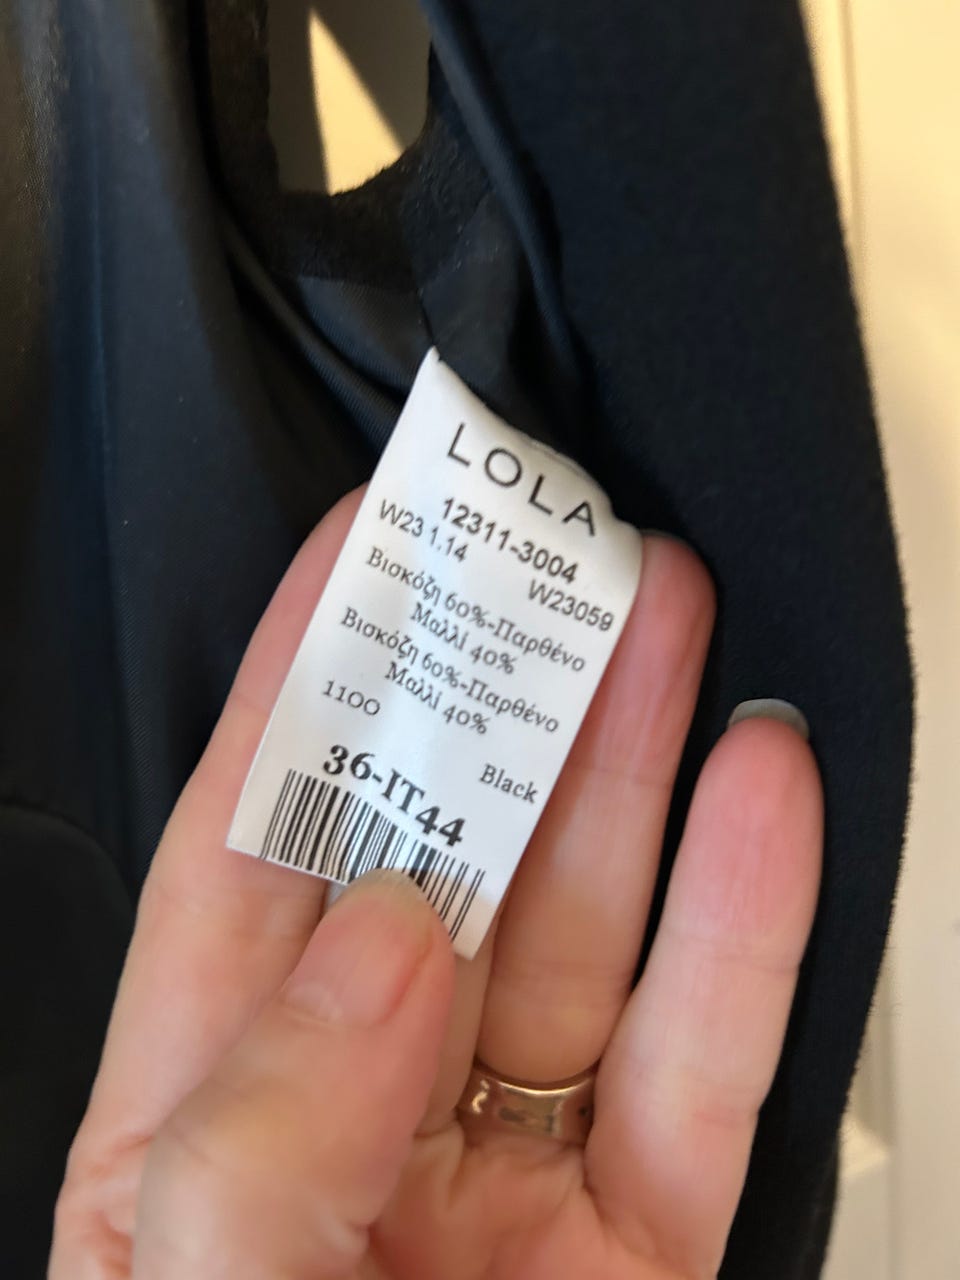 LOLA
12311-3004
W23 1.14 W23059
Βισκόζη 60%-Παρθένο
Μαλλί 40%
Βισκόζη 60%-Παρθένο
Μαλλί 40%
1100 Black
36-IT44